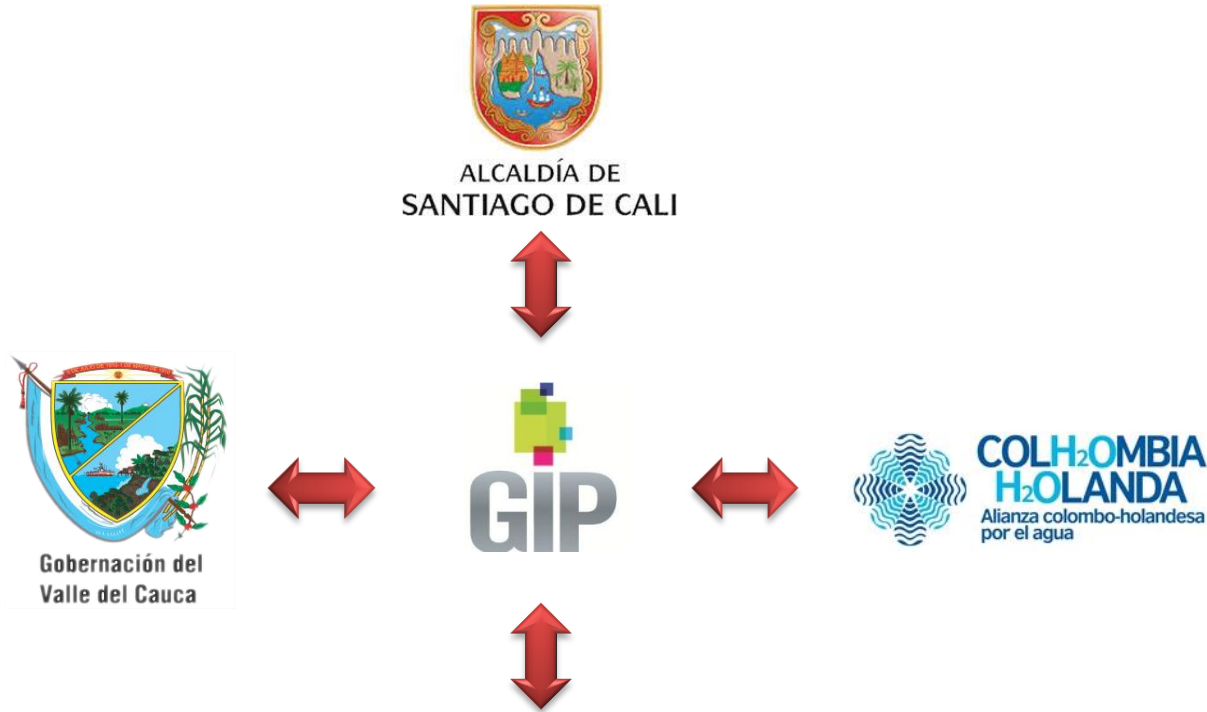 ALCALDÍA DE
SANTIAGO DE CALI
Gobernación del
Valle del Cauca
GIP
COLH₂OMBIA
H₂OLANDA
Alianza colombo-holandesa
por el agua